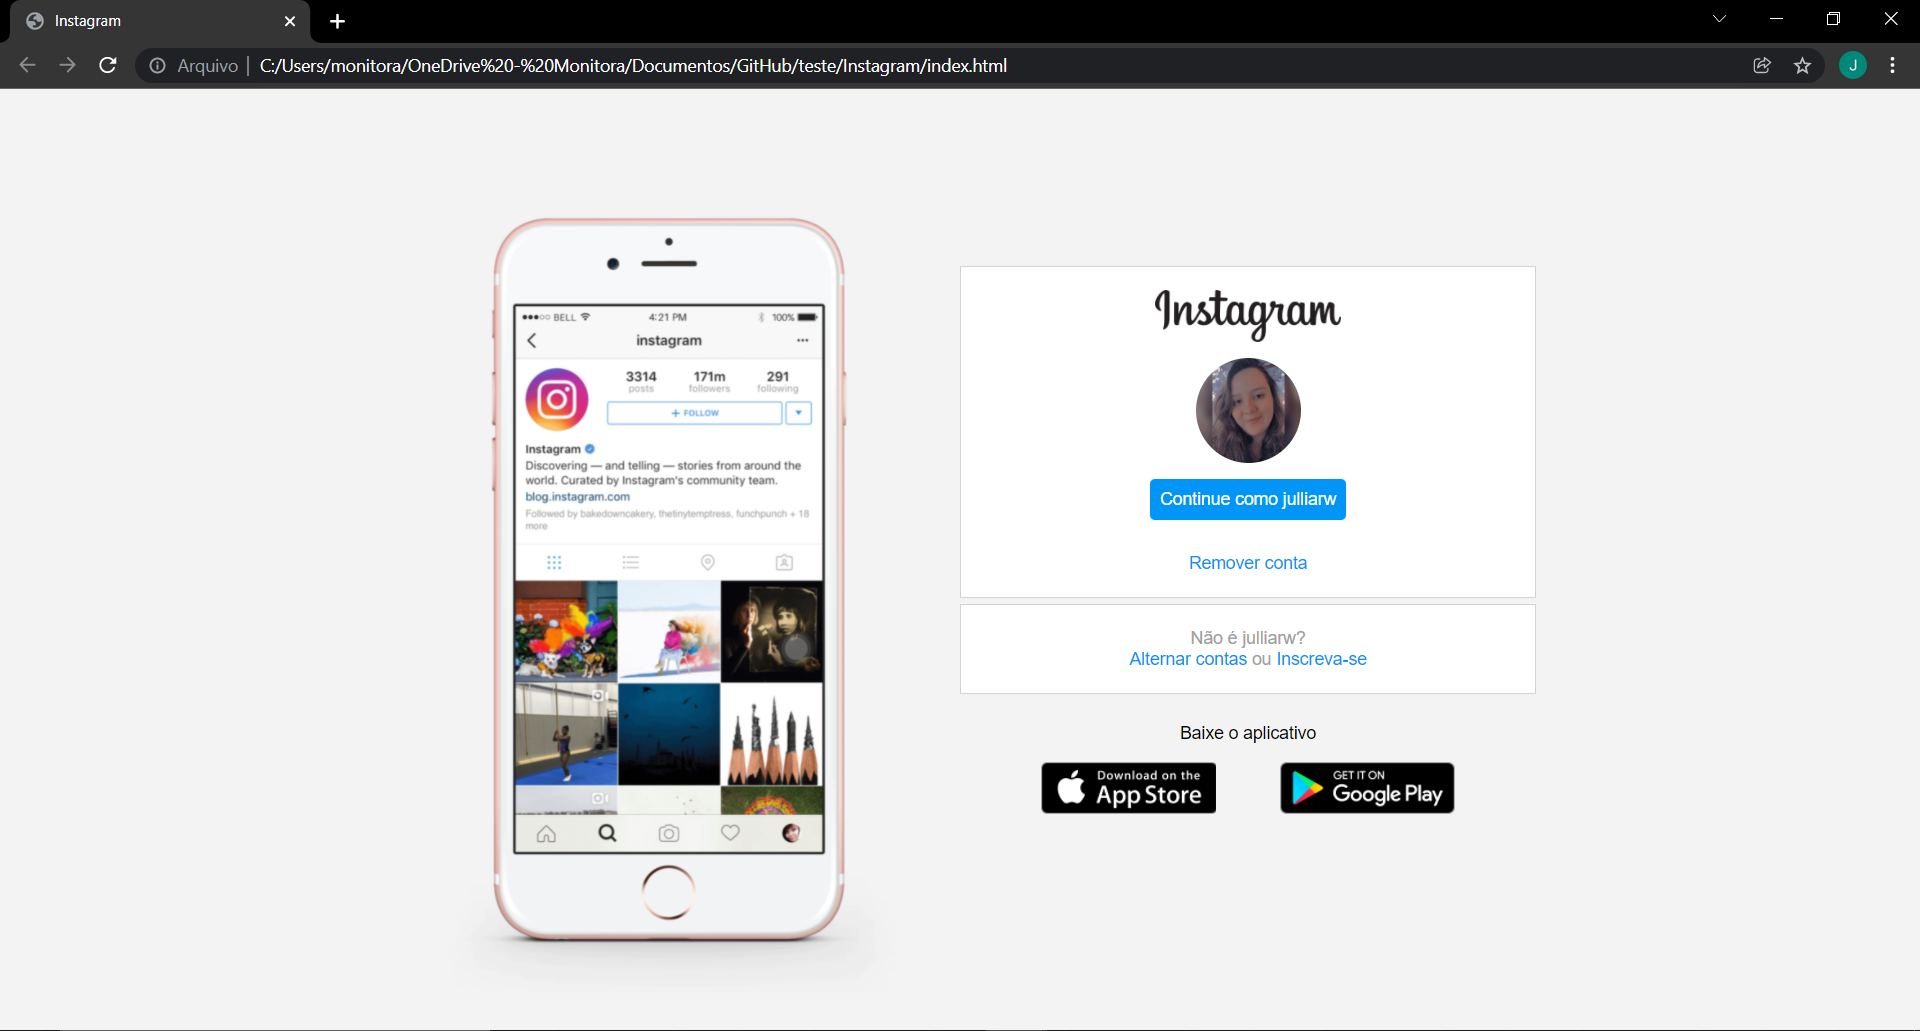 Instagram
Arquivo | C:/Users/monitora/OneDrive%20-%20Monitora/Documentos/GitHub/teste/Instagram/index.html
J
BELL 4:21 PM 100%
instagram
3314 171m 291
posts followers following
+ FOLLOW
Instagram
Discovering — and telling — stories from around the
world. Curated by Instagram's community team.
blog.instagram.com
Followed by bakedowncakery, thetinytemptress, funchpunch + 18
more
Instagram
Continue como julliarw
Remover conta
Não é julliarw?
Alternar contas ou Inscreva-se
Baixe o aplicativo
Download on the
App Store
GET IT ON
Google Play